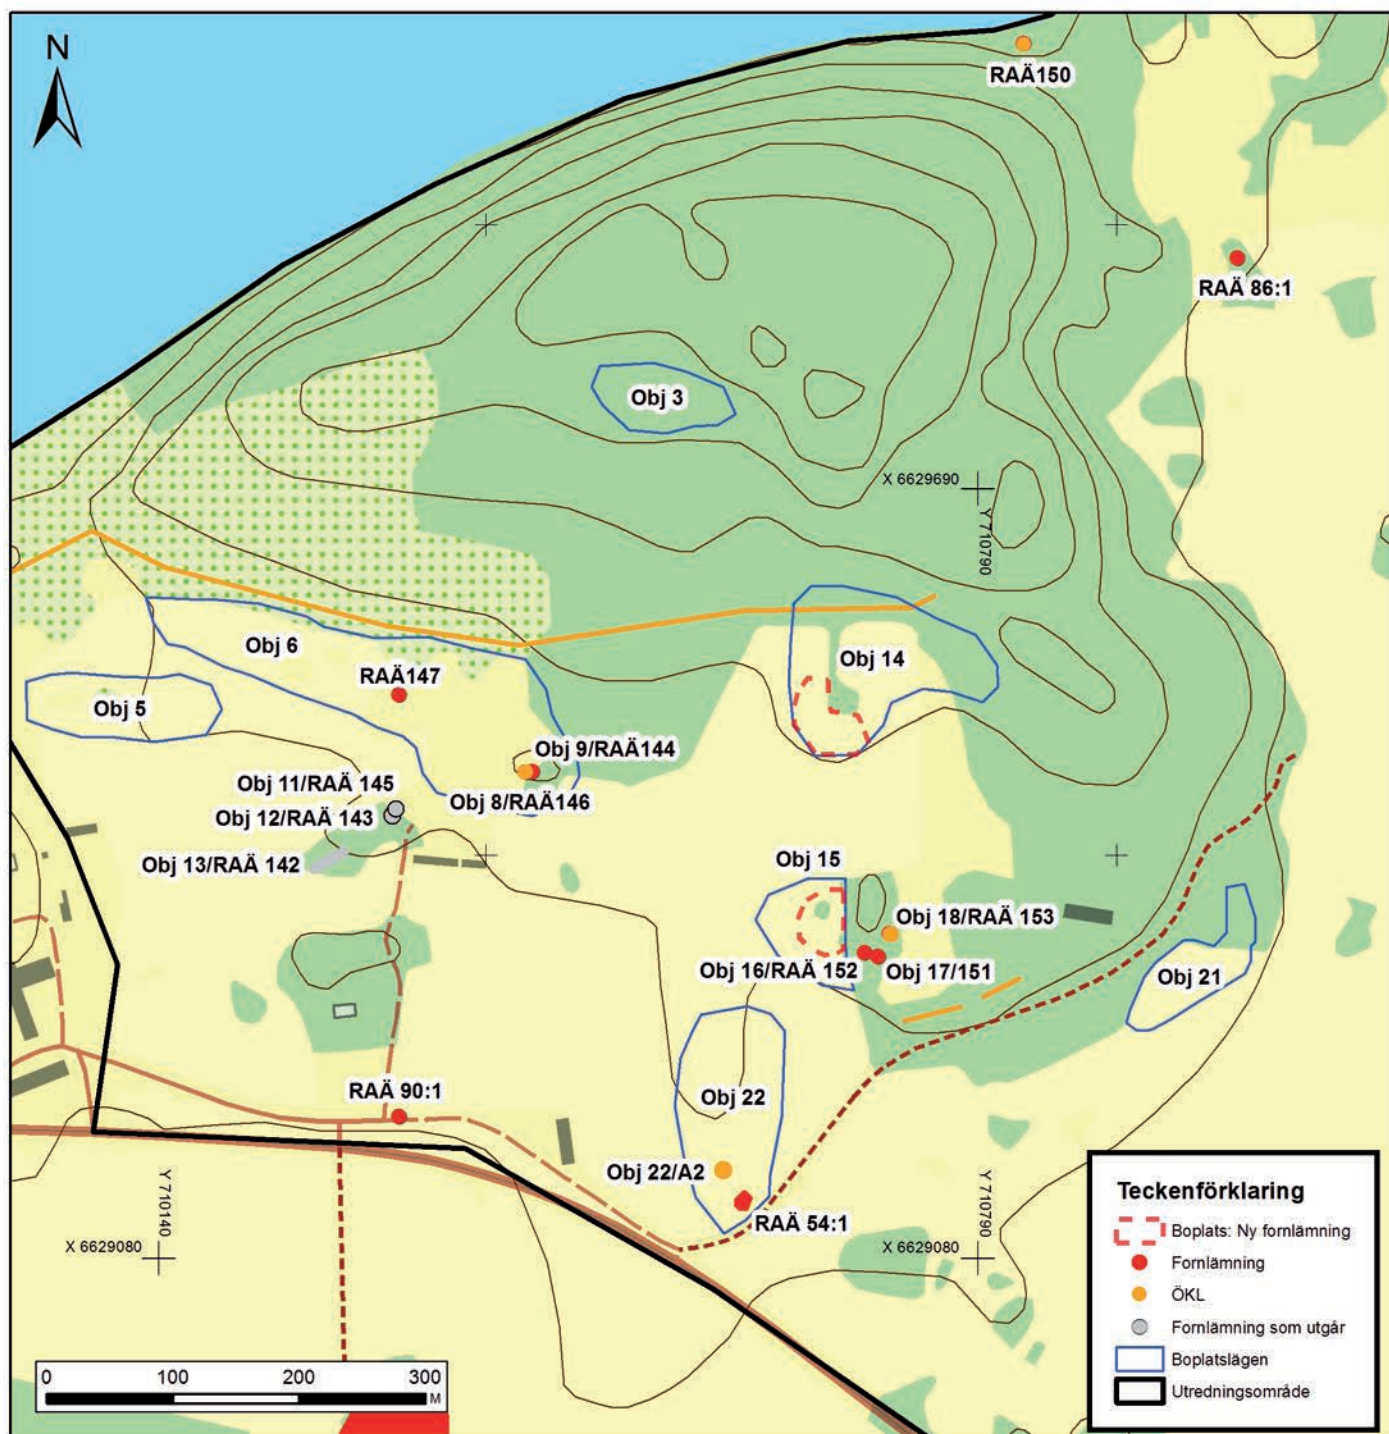 N
RAÄ150
RAÄ 86:1
Obj 3
X 6629690
Y 710790
Obj 6
Obj 14
RAÄ147
Obj 5
Obj 9/RAÄ144
Obj 11/RAÄ 145
Obj 8/RAÄ146
Obj 12/RAÄ 143
Obj 13/RAÄ 142
Obj 15
Obj 18/RAÄ 153
Obj 16/RAÄ 152
Obj 17/151
Obj 21
RAÄ 90:1
Obj 22
Obj 22/A2
RAÄ 54:1
Y 710140
Y 710790
X 6629080
X 6629080
Teckenförklaring
Boplats: Ny fornlämning
Fornlämning
ÖKL
Fornlämning som utgår
Boplatslägen
Utredningsområde
0 100 200 300
M